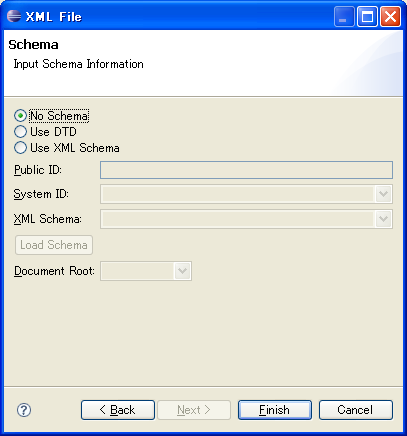 XML File
Schema
Input Schema Information
No Schema
Use DTD
Use XML Schema
Public ID:
System ID:
XML Schema:
Load Schema
Document Root:
?
< Back
Next >
Finish
Cancel